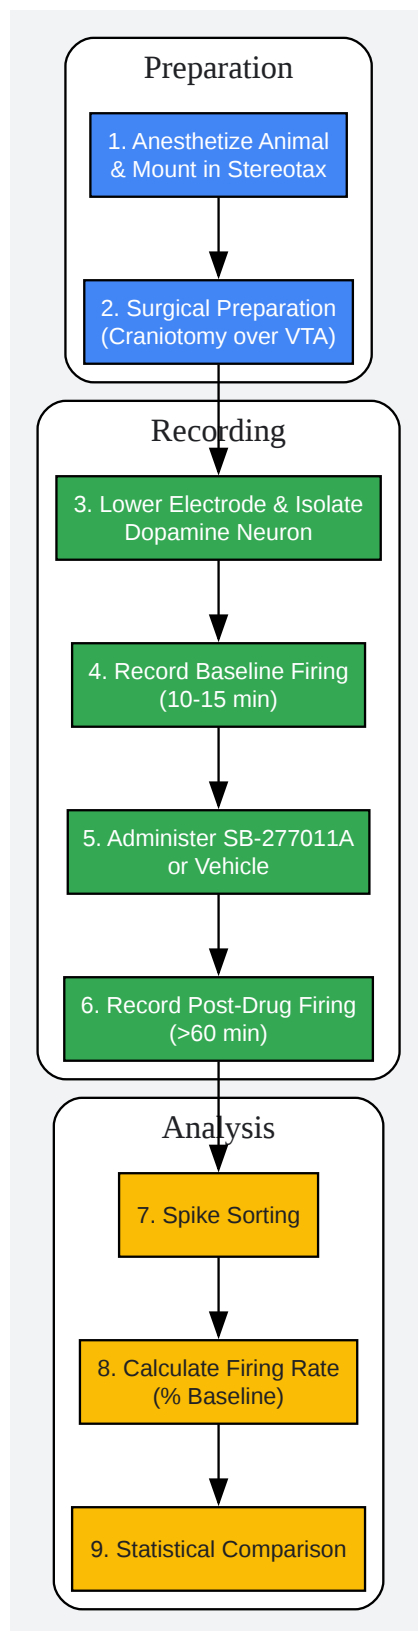 Preparation
1. Anesthetize Animal
& Mount in Stereotax
2. Surgical Preparation
(Craniotomy over VTA)
Recording
3. Lower Electrode & Isolate
Dopamine Neuron
4. Record Baseline Firing
(10-15 min)
5. Administer SB-277011A
or Vehicle
6. Record Post-Drug Firing
(>60 min)
Analysis
7. Spike Sorting
8. Calculate Firing Rate
(% Baseline)
9. Statistical Comparison